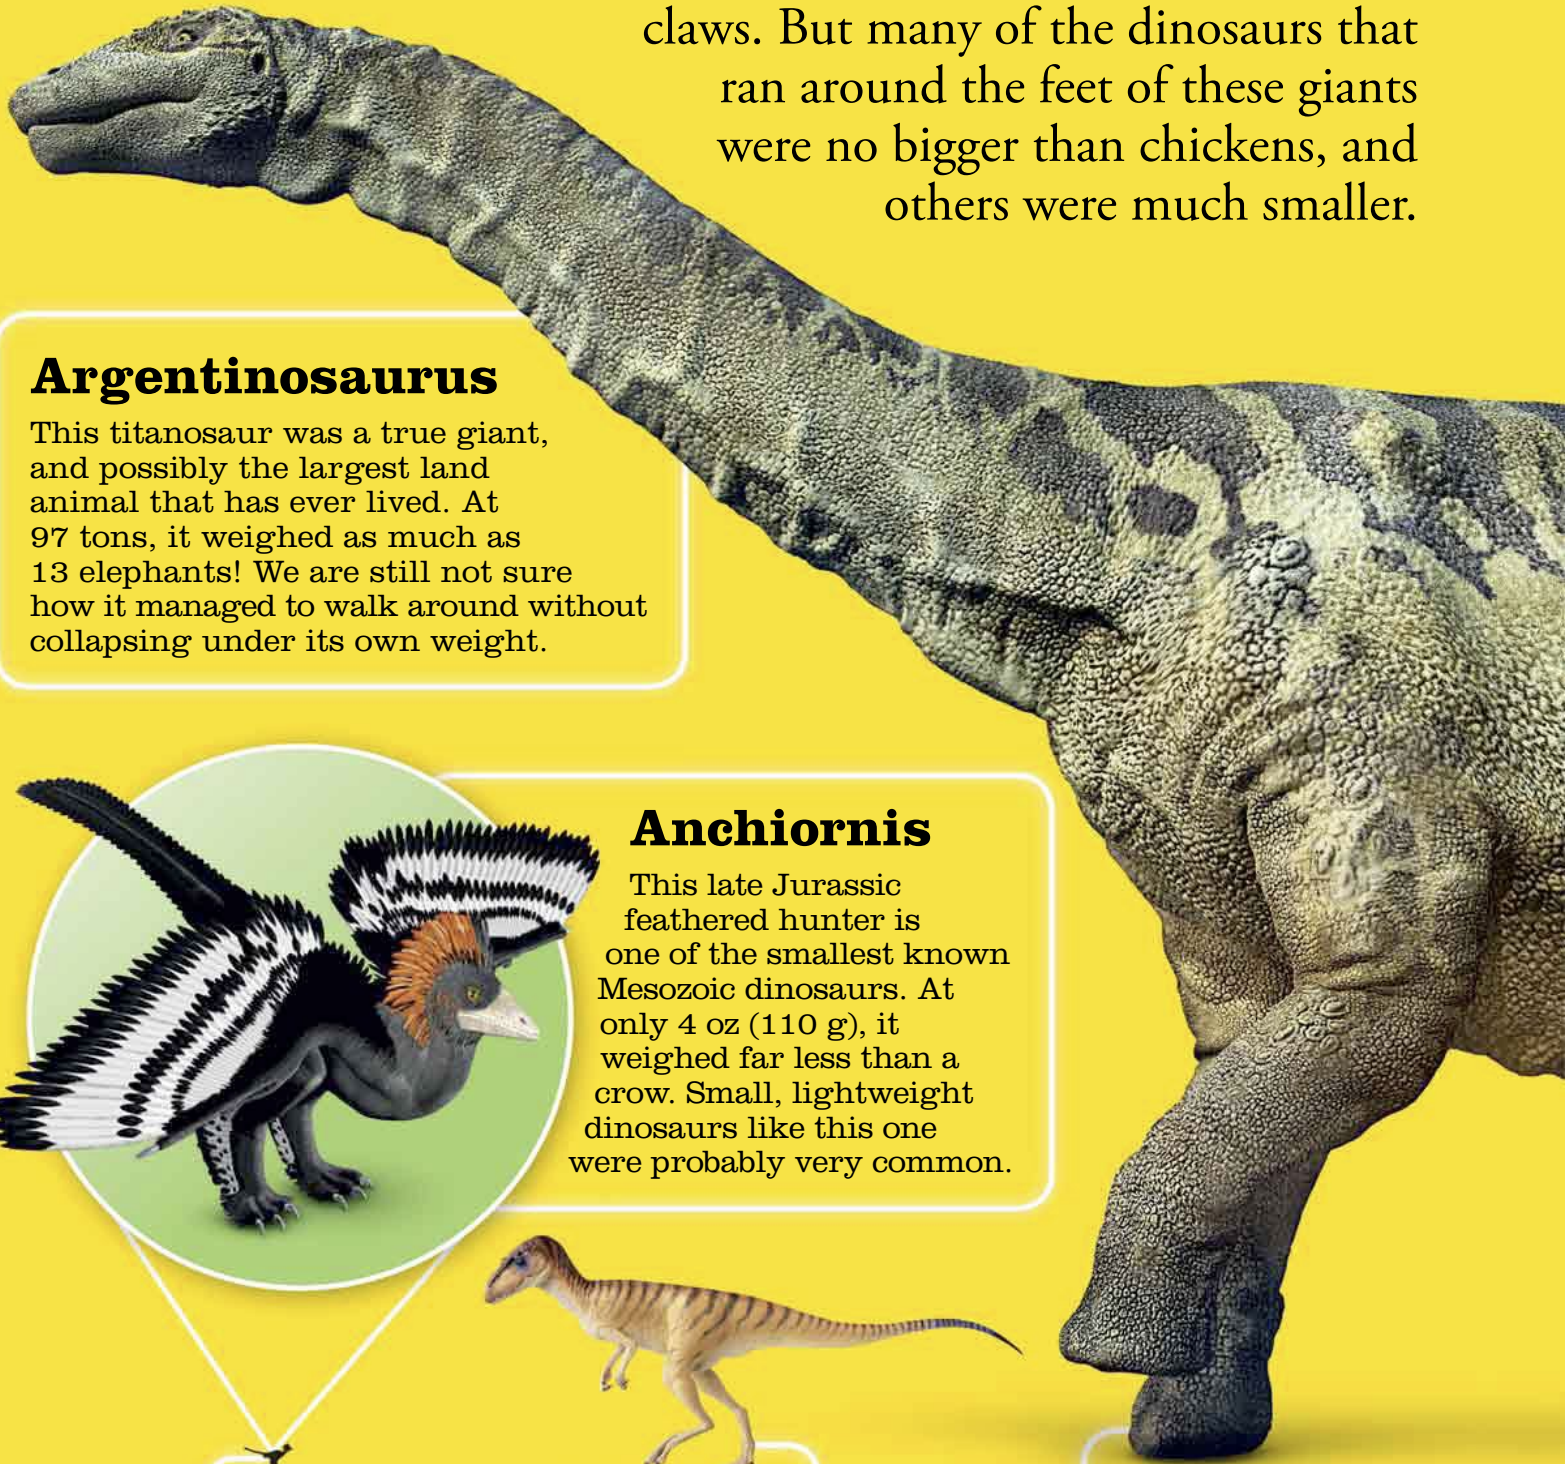 claws. But many of the dinosaurs that
ran around the feet of these giants
were no bigger than chickens, and
others were much smaller.
Argentinosaurus
This titanosaur was a true giant,
and possibly the largest land
animal that has ever lived. At
97 tons, it weighed as much as
13 elephants! We are still not sure
how it managed to walk around without
collapsing under its own weight.
Anchiornis
This late Jurassic
feathered hunter is
one of the smallest known
Mesozoic dinosaurs. At
only 4 oz (110 g), it
weighed far less than a
crow. Small, lightweight
dinosaurs like this one
were probably very common.